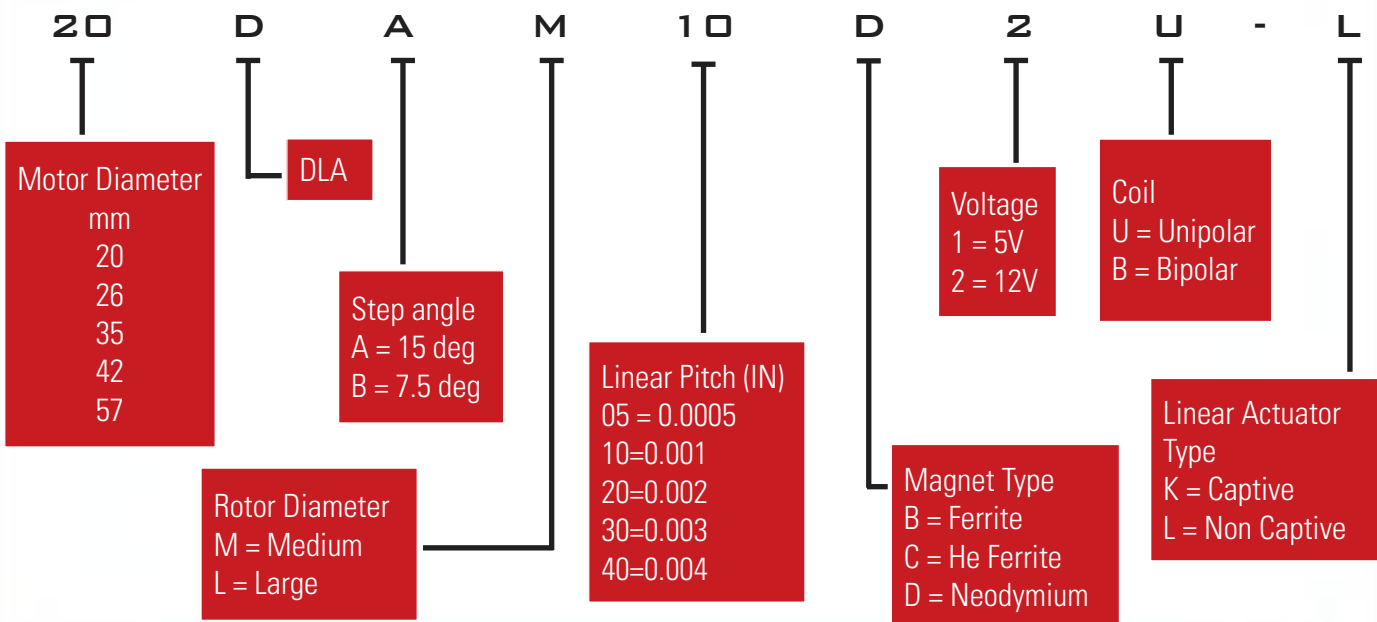 20 D A M 10 D 2 U - L
Motor Diameter
mm
20
26
35
42
57
DLA
Step angle
A = 15 deg
B = 7.5 deg
Rotor Diameter
M = Medium
L = Large
Linear Pitch (IN)
05 = 0.0005
10=0.001
20=0.002
30=0.003
40=0.004
Magnet Type
B = Ferrite
C = He Ferrite
D = Neodymium
Voltage
1 = 5V
2 = 12V
Coil
U = Unipolar
B = Bipolar
Linear Actuator
Type
K = Captive
L = Non Captive